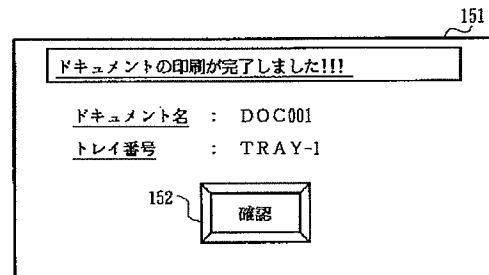 151
ドキュメントの印刷が完了しました!!!
ドキュメント名 : DOC001
トレイ番号 : TRAY-1
152
確認